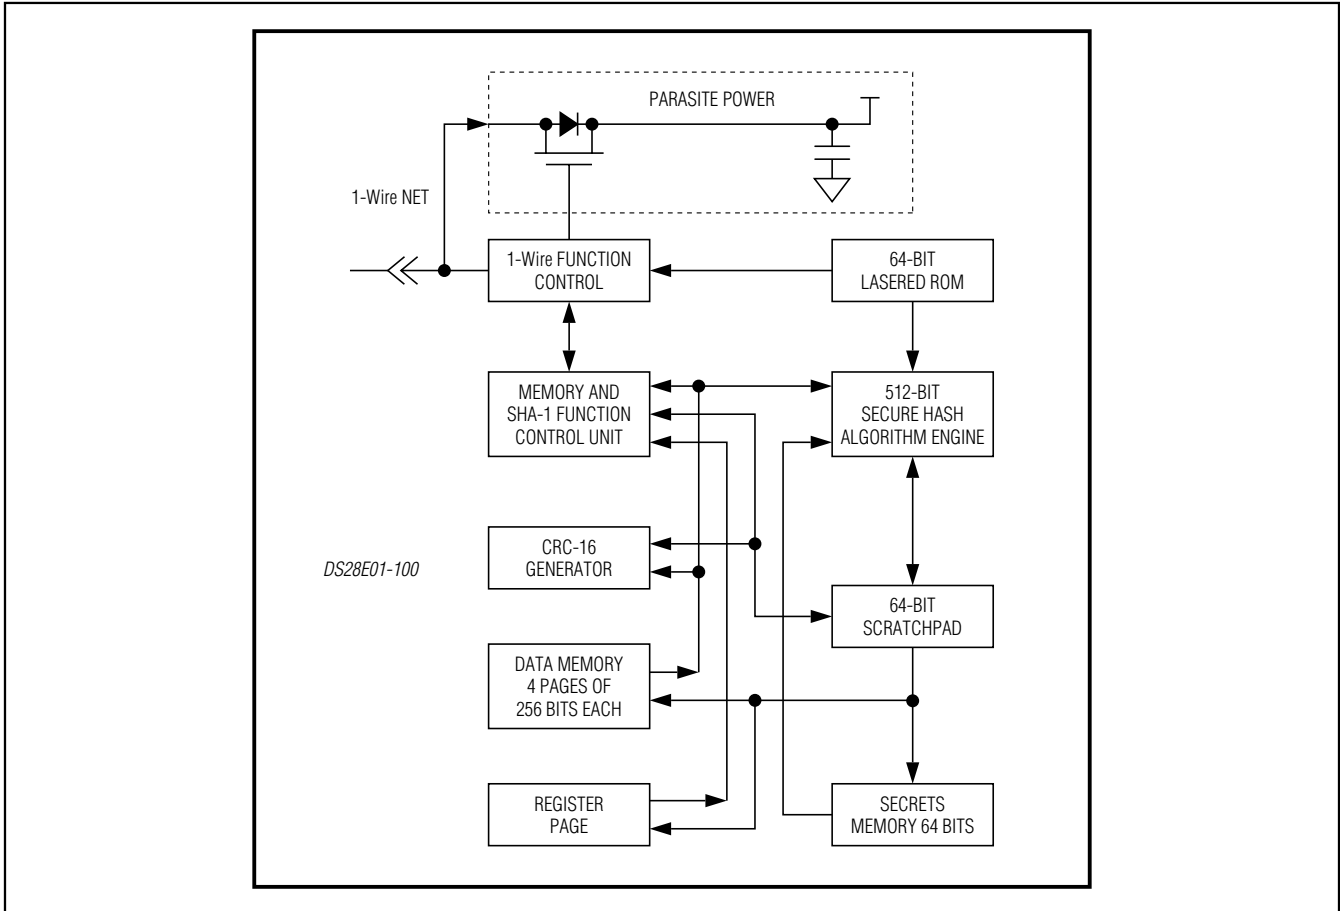 PARASITE POWER
1-Wire NET
1-Wire FUNCTION
CONTROL
64-BIT
LASERED ROM
MEMORY AND
SHA-1 FUNCTION
CONTROL UNIT
512-BIT
SECURE HASH
ALGORITHM ENGINE
CRC-16
GENERATOR
DS28E01-100
64-BIT
SCRATCHPAD
DATA MEMORY
4 PAGES OF
256 BITS EACH
REGISTER
PAGE
SECRETS
MEMORY 64 BITS